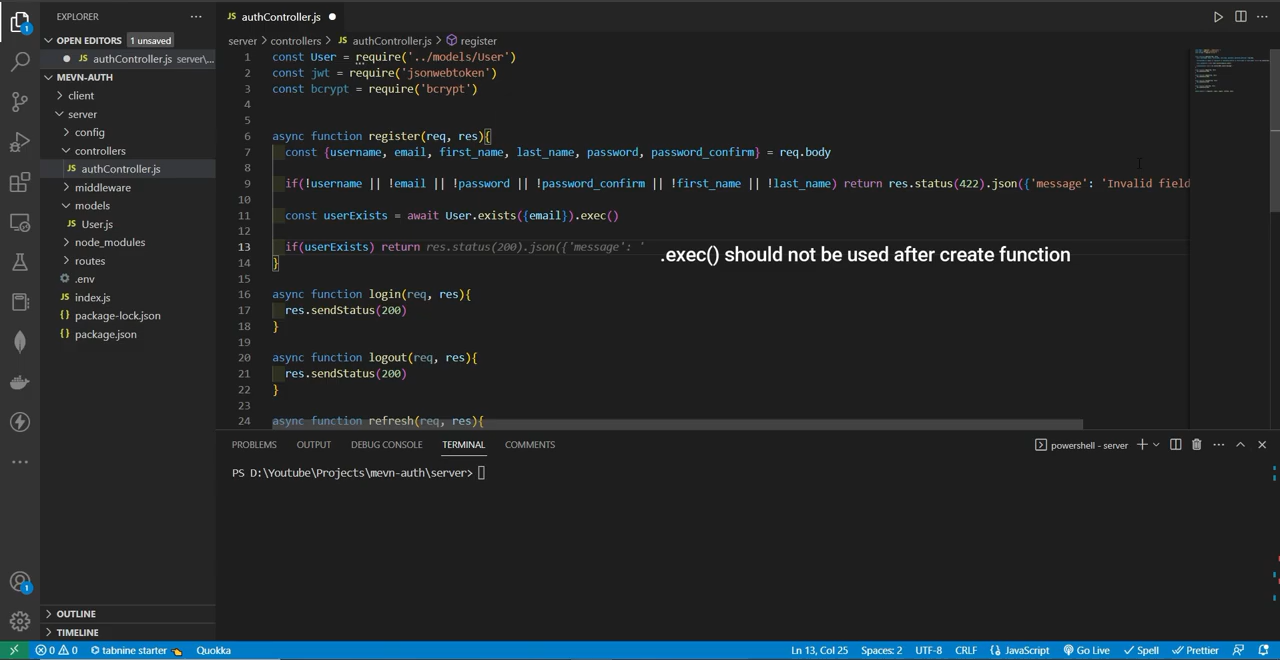 EXPLORER
OPEN EDITORS 1 unsaved
authController.js server\...
MEVN-AUTH
client
server
config
controllers
authController.js
middleware
models
User.js
node_modules
routes
.env
index.js
package-lock.json
package.json
OUTLINE
TIMELINE
authController.js
server > controllers > JS authController.js > register
1 const User = require('../models/User')
2 const jwt = require('jsonwebtoken')
3 const bcrypt = require('bcrypt')
4
5
6 async function register(req, res){
7 const {username, email, first_name, last_name, password, password_confirm} = req.body
8
9 if(!username || !email || !password || !password_confirm || !first_name || !last_name) return res.status(422).json({'message': 'Invalid field
10
11 const userExists = await User.exists({email}).exec()
12
13 if(userExists) return res.status(200).json({'message': '
.exec() should not be used after create function
14 }
15
16 async function login(req, res){
17 res.sendStatus(200)
18 }
19
20 async function logout(req, res){
21 res.sendStatus(200)
22 }
23
24 async function refresh(req, res){
PROBLEMS OUTPUT DEBUG CONSOLE TERMINAL COMMENTS
powershell - server
PS D:\Youtube\Projects\mevn-auth\server>
0 0 tabnine starter Quokka Ln 13, Col 25 Spaces: 2 UTF-8 CRLF JavaScript Go Live Spell Prettier